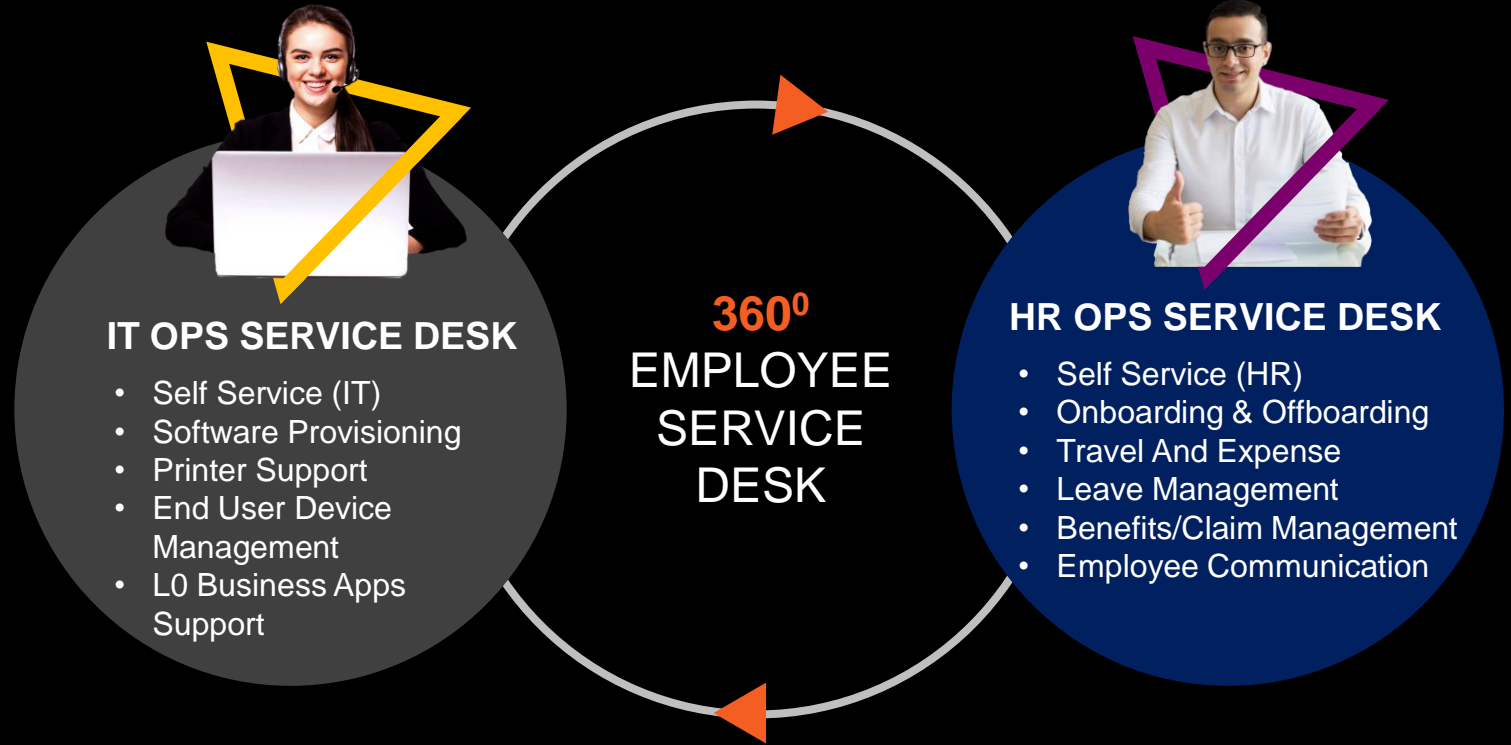 IT OPS SERVICE DESK
• Self Service (IT)
• Software Provisioning
• Printer Support
• End User Device
Management
• L0 Business Apps
Support
360⁰
EMPLOYEE
SERVICE
DESK
HR OPS SERVICE DESK
• Self Service (HR)
• Onboarding & Offboarding
• Travel And Expense
• Leave Management
• Benefits/Claim Management
• Employee Communication